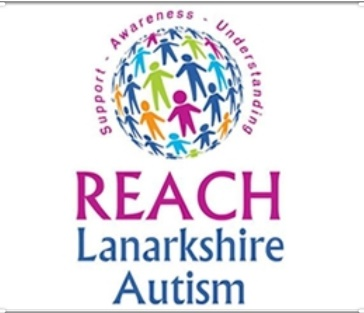 Support - Awareness - Understanding
REACH
Lanarkshire
Autism